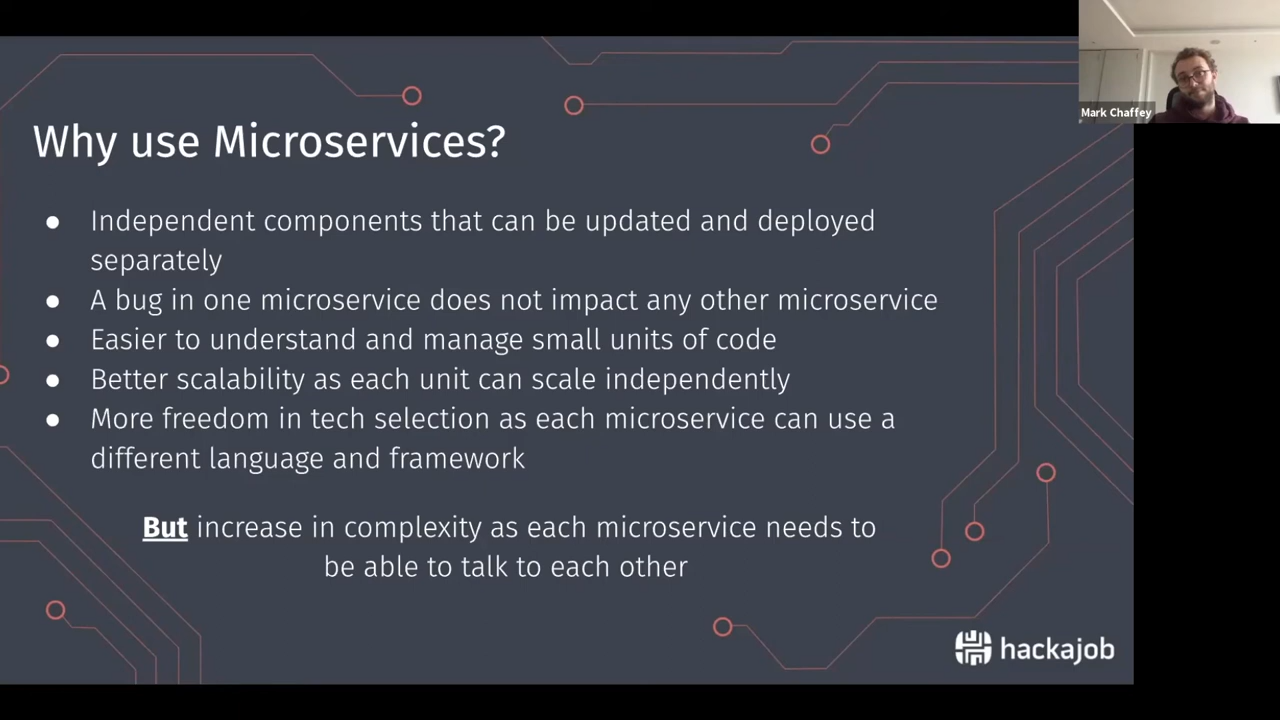 Mark Chaffey
Why use Microservices?
● Independent components that can be updated and deployed
separately
● A bug in one microservice does not impact any other microservice
● Easier to understand and manage small units of code
● Better scalability as each unit can scale independently
● More freedom in tech selection as each microservice can use a
different language and framework
But increase in complexity as each microservice needs to
be able to talk to each other
hackajob